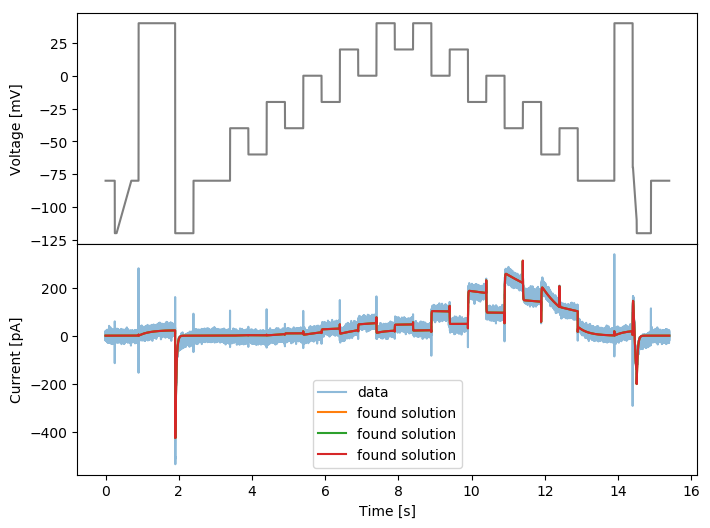 25
0
−25
−50
−75
−100
−125
Voltage [mV]
200
0
−200
−400
Current [pA]
data
found solution
found solution
found solution
0 2 4 6 8 10 12 14 16
Time [s]